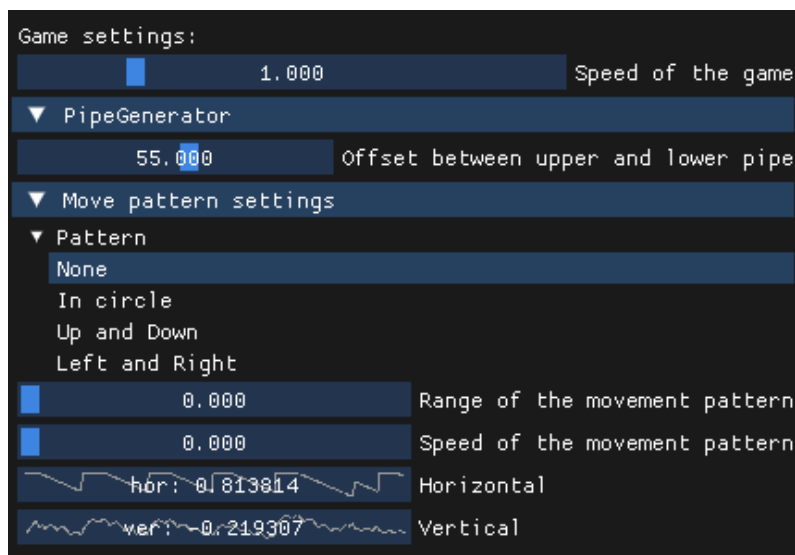 Game settings:
1.000 Speed of the game
PipeGenerator
55.000 Offset between upper and lower pipe
Move pattern settings
Pattern
None
In circle
Up and Down
Left and Right
0.000 Range of the movement pattern
0.000 Speed of the movement pattern
hor: 0.813814 Horizontal
ver: -0.219307 Vertical